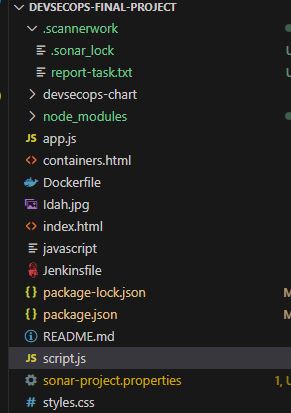 DEVSECOPS-FINAL-PROJECT
.scannerwork
.sonar_lock
report-task.txt
devsecops-chart
node_modules
JS app.js
<> containers.html
Dockerfile
Idah.jpg
<> index.html
javascript
Jenkinsfile
{} package-lock.json M
{} package.json M
README.md
JS script.js
sonar-project.properties 1, U
# styles.css